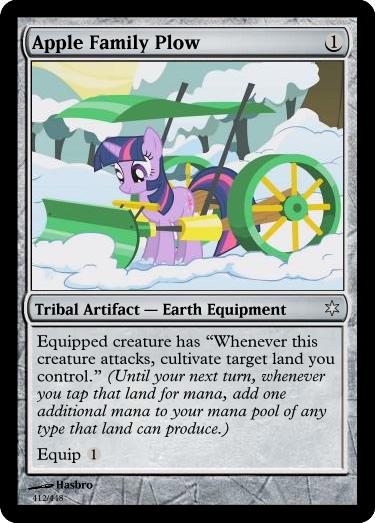 Apple Family Plow 1
Tribal Artifact — Earth Equipment
Equipped creature has “Whenever this
creature attacks, cultivate target land you
control.” (Until your next turn, whenever
you tap that land for mana, add one
additional mana to your mana pool of any
type that land can produce.)
Equip 1
Hasbro
412/448